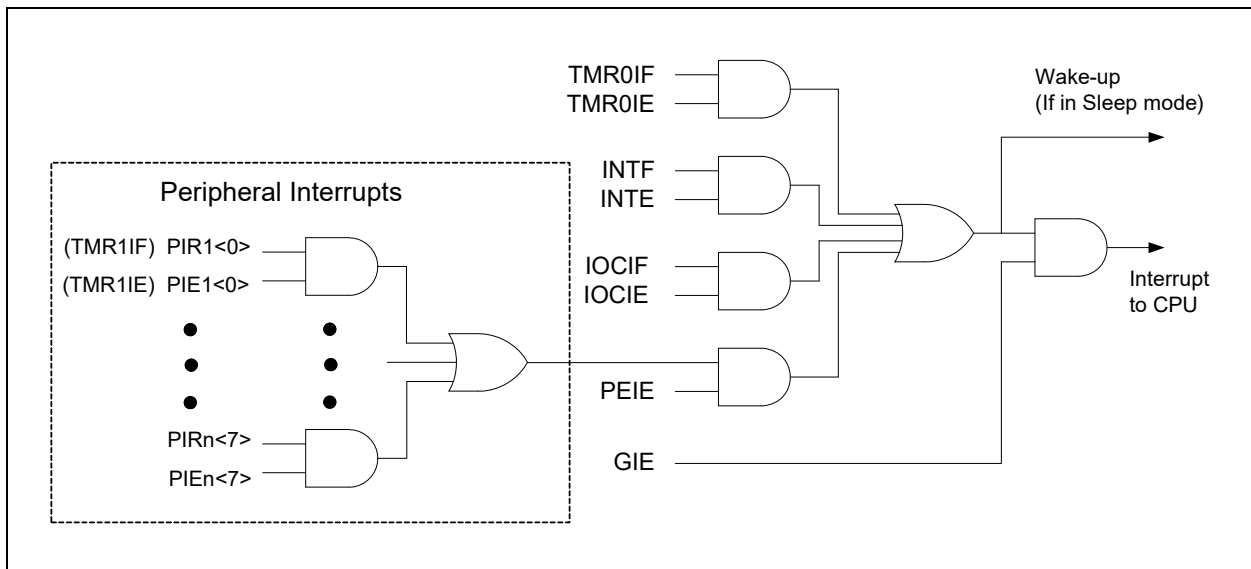 TMR0IF
TMR0IE
Wake-up
(If in Sleep mode)
INTF
INTE
Peripheral Interrupts
(TMR1IF) PIR1<0>
(TMR1IE) PIE1<0>
IOCIF
IOCIE
Interrupt
to CPU
PEIE
PIRn<7>
PIEn<7>
GIE